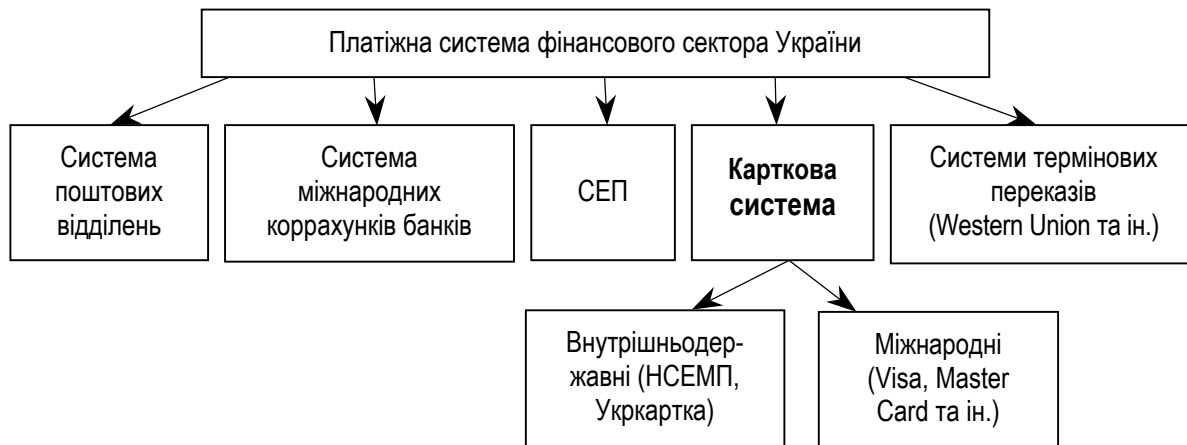 Платіжна система фінансового сектора України
Система
поштових
відділень
Система
міжнародних
коррахунків банків
СЕП
Карткова
система
Системи термінових
переказів
(Western Union та ін.)
Внутрішньодер-
жавні (НСЕМП,
Укркартка)
Міжнародні
(Visa, Master
Card та ін.)